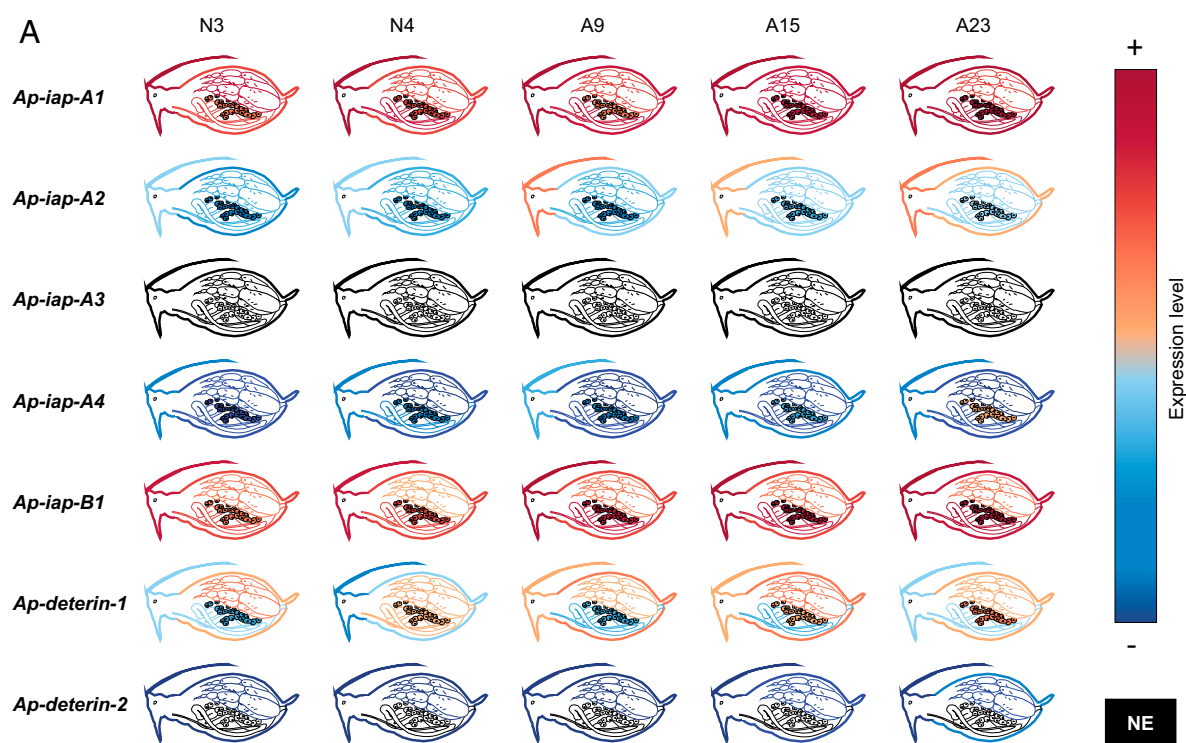 A
N3 N4 A9 A15 A23
+
Ap-iap-A1
Ap-iap-A2
Ap-iap-A3
Ap-iap-A4
Ap-iap-B1
Ap-deterin-1
Ap-deterin-2
Expression level
-
NE